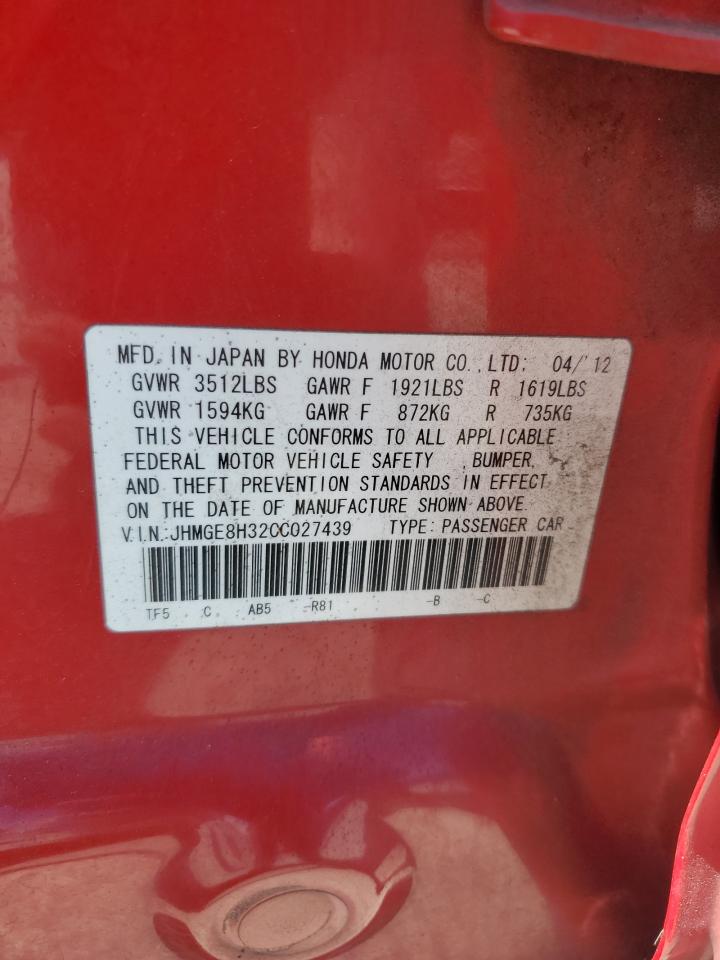 MFD. IN JAPAN BY HONDA MOTOR CO., LTD. 04/'12
GVWR 3512LBS GAWR F 1921LBS R 1619LBS
GVWR 1594KG GAWR F 872KG R 735KG
THIS VEHICLE CONFORMS TO ALL APPLICABLE
FEDERAL MOTOR VEHICLE SAFETY , BUMPER,
AND THEFT PREVENTION STANDARDS IN EFFECT
ON THE DATE OF MANUFACTURE SHOWN ABOVE.
V.I.N.:JHMGE8H32CC027439 TYPE: PASSENGER CAR
TF5 C AB5 -R81 -B -C